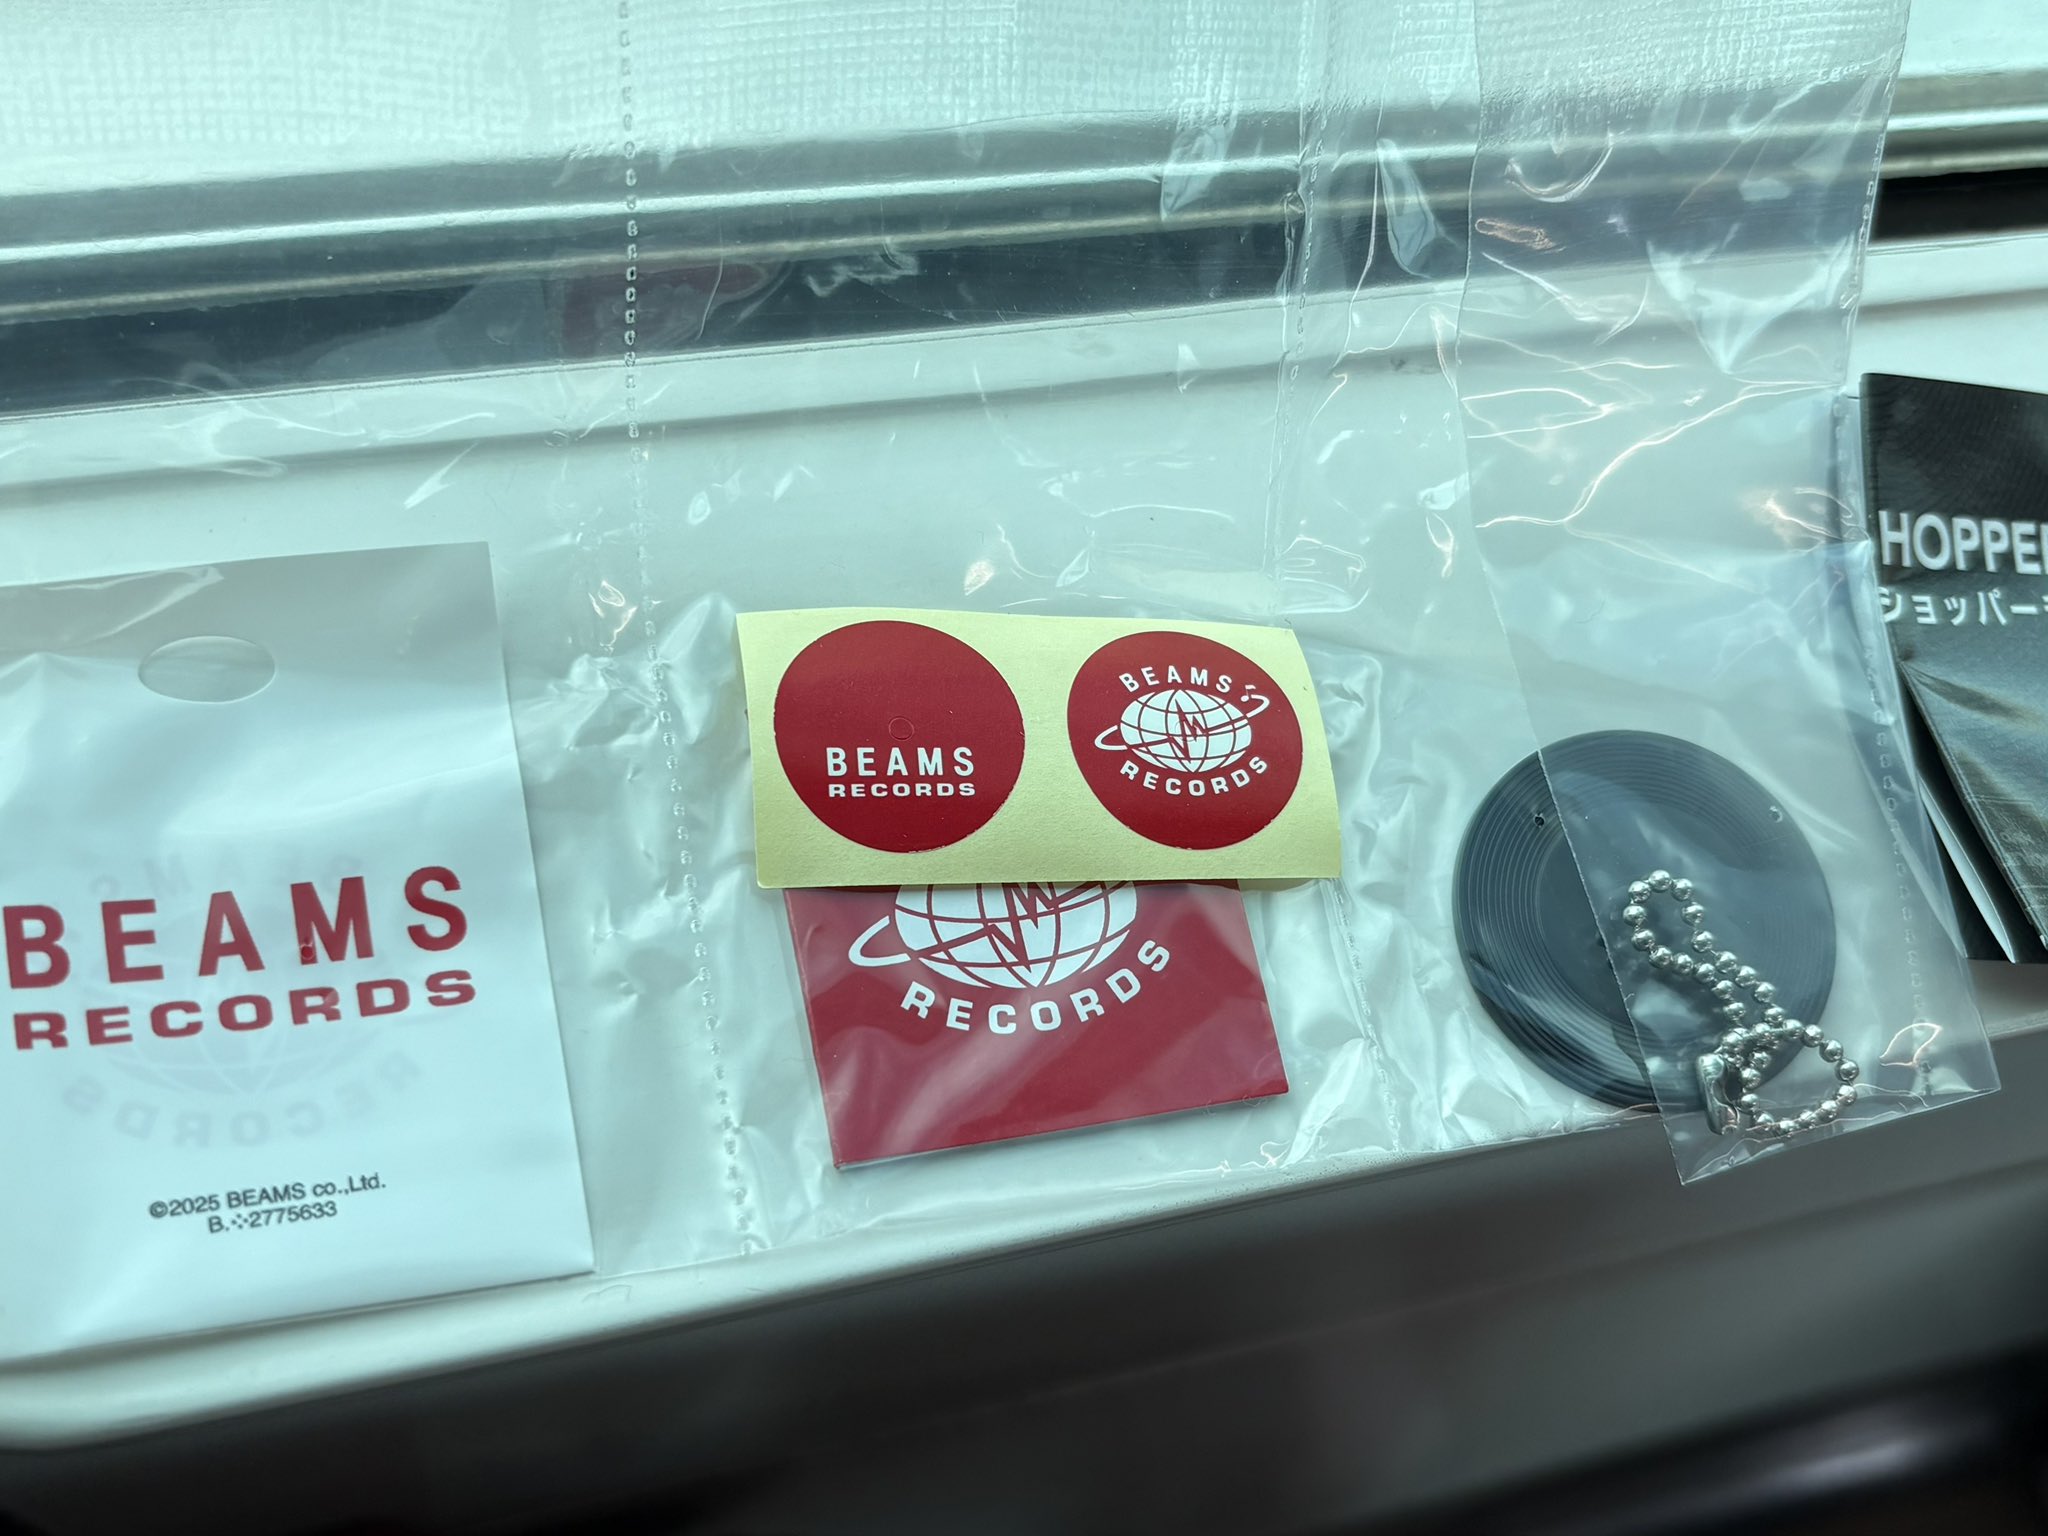 BEAMS
RECORDS
©2025 BEAMS co.,Ltd.
B.⁘2775633
BEAMS
RECORDS
BEAMS
RECORDS
RECORDS
HOPPE
ショッパー